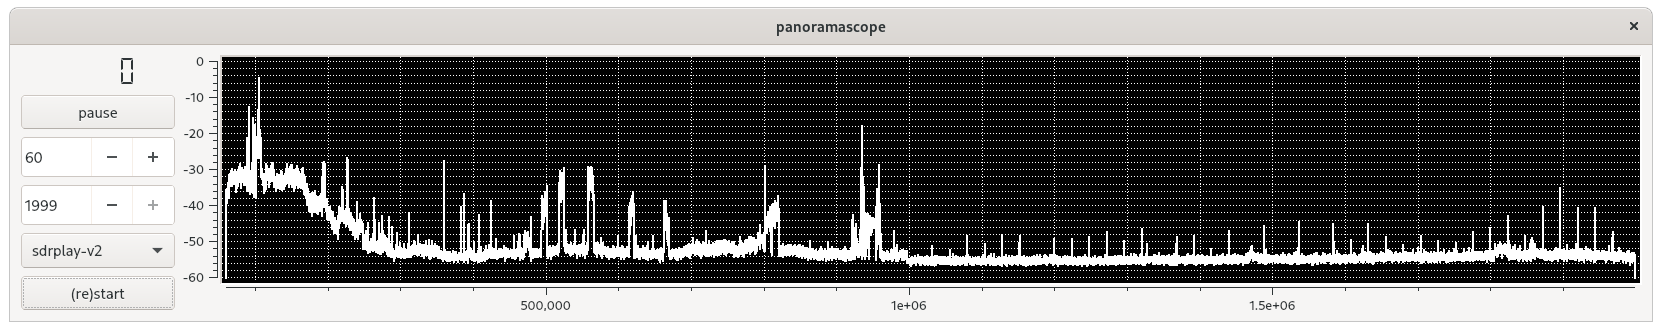 panoramascope ×
0
pause
60 − +
1999 − +
sdrplay-v2
(re)start
0
-10
-20
-30
-40
-50
-60
500,000 1e+06 1.5e+06